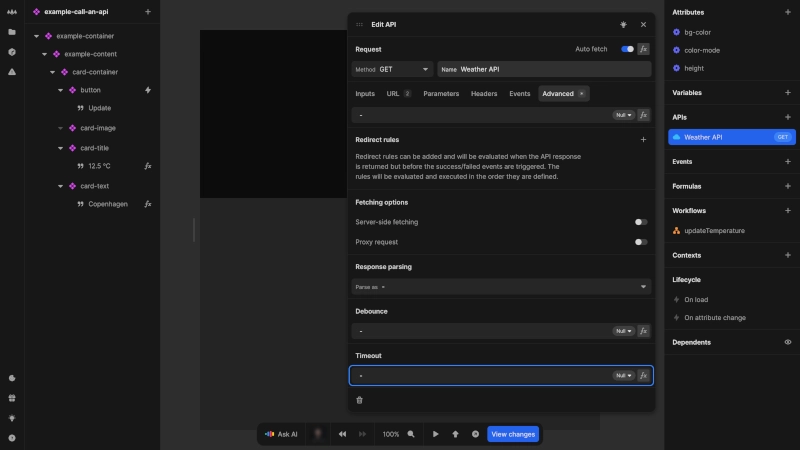 example-call-an-api
example-container
example-content
card-container
button
Update
card-image
card-title
12.5 °C
card-text
Copenhagen
Edit API
Request
Auto fetch
fx
Method GET
Name Weather API
Inputs
URL 2
Parameters
Headers
Events
Advanced
- Null fx
Redirect rules
Redirect rules can be added and will be evaluated when the API response
is returned but before the success/failed events are triggered. The
rules will be evaluated and executed in the order they are defined.
Fetching options
Server-side fetching
Proxy request
Response parsing
Parse as -
Debounce
- Null fx
Timeout
- Null fx
Ask AI
100%
View changes
Attributes
bg-color
color-mode
height
Variables
APIs
Weather API GET
Events
Formulas
Workflows
updateTemperature
Contexts
Lifecycle
On load
On attribute change
Dependents